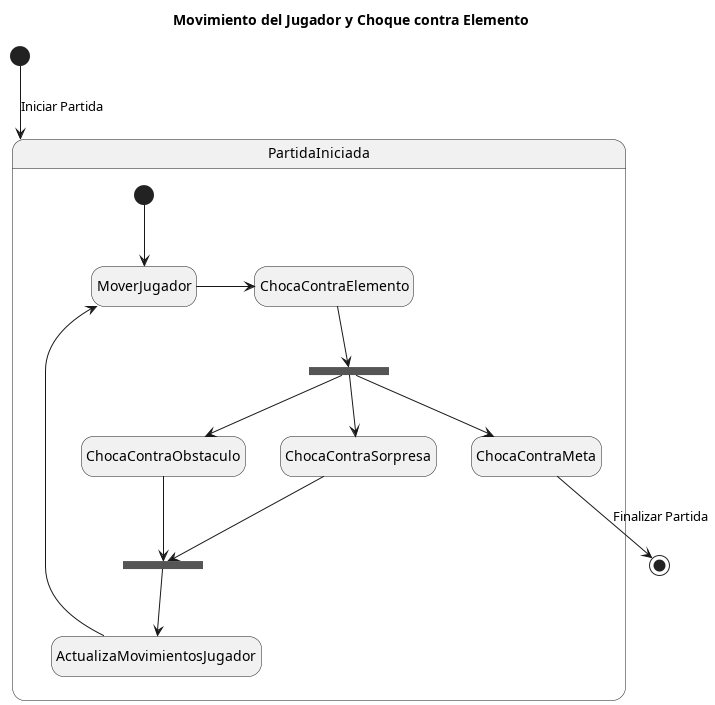 Movimiento del Jugador y Choque contra Elemento
Iniciar Partida
PartidaIniciada
MoverJugador
ChocaContraElemento
ChocaContraObstaculo
ChocaContraSorpresa
ChocaContraMeta
Finalizar Partida
ActualizaMovimientosJugador